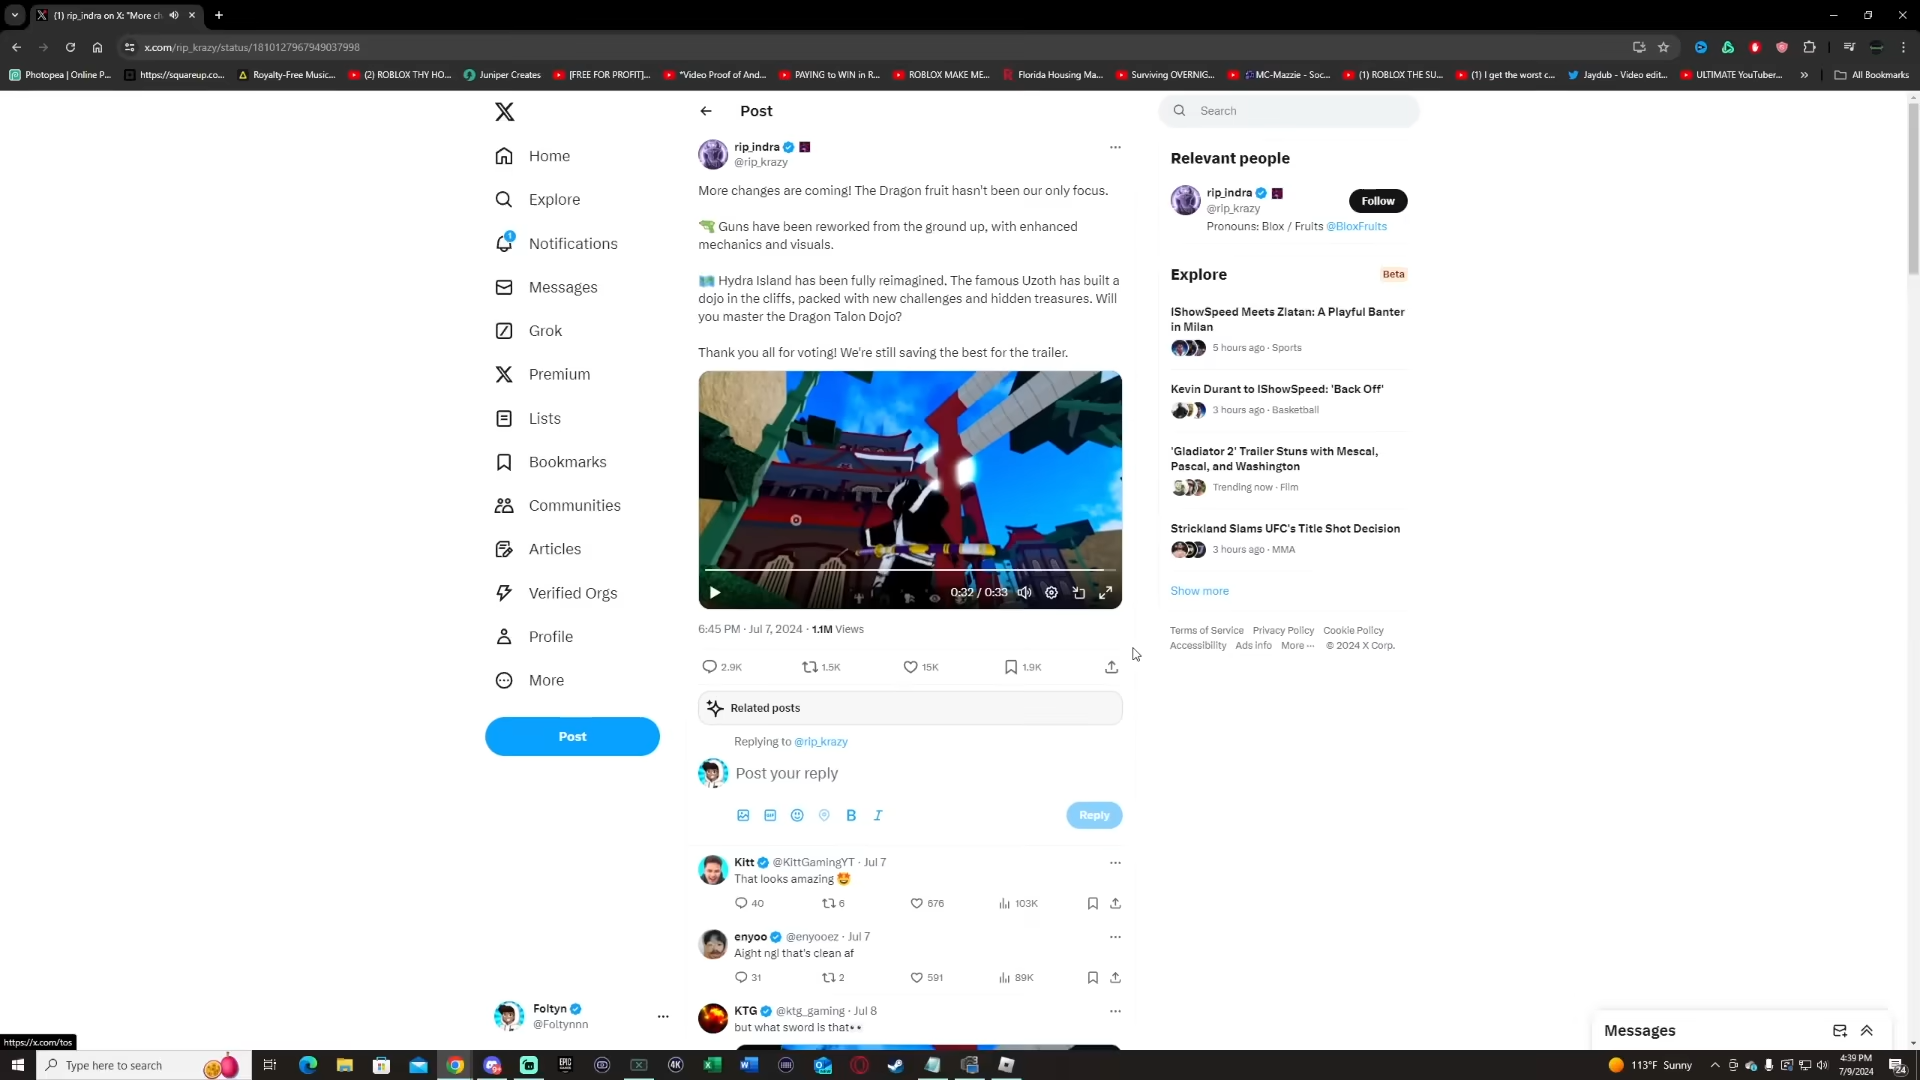 (1) rip_indra on X: "More ch
x.com/rip_krazy/status/1810127967949037998
Photopea | Online P...
https://squareup.co...
Royalty-Free Music...
(2) ROBLOX THY HO...
Juniper Creates
[FREE FOR PROFIT]...
"Video Proof of And...
PAYING to WIN in R...
ROBLOX MAKE ME...
Florida Housing Ma...
Surviving OVERNIG...
MC-Mazzie - Soc...
(1) ROBLOX THE SU...
(1) I get the worst c...
Jaydub - Video edit...
ULTIMATE YouTuber...
All Bookmarks
Home
Explore
1
Notifications
Messages
Grok
Premium
Lists
Bookmarks
Communities
Articles
Verified Orgs
Profile
More
Post
Foltyn
@Foltynnn
Post
rip_indra
@rip_krazy
More changes are coming! The Dragon fruit hasn't been our only focus.
Guns have been reworked from the ground up, with enhanced
mechanics and visuals.
Hydra Island has been fully reimagined. The famous Uzoth has built a
dojo in the cliffs, packed with new challenges and hidden treasures. Will
you master the Dragon Talon Dojo?
Thank you all for voting! We're still saving the best for the trailer.
0:32 / 0:33
6:45 PM · Jul 7, 2024 · 1.1M Views
2.9K 1.5K 15K 1.9K
Related posts
Replying to @rip_krazy
Post your reply
GIF B I
Reply
Kitt @KittGamingYT · Jul 7
That looks amazing
40 6 676 103K
enyoo @enyooez · Jul 7
Aight ngl that's clean af
31 2 591 89K
KTG @ktg_gaming · Jul 8
but what sword is that
Search
Relevant people
rip_indra
@rip_krazy
Follow
Pronouns: Blox / Fruits @BloxFruits
Explore
Beta
IShowSpeed Meets Zlatan: A Playful Banter
in Milan
5 hours ago · Sports
Kevin Durant to IShowSpeed: 'Back Off'
3 hours ago · Basketball
'Gladiator 2' Trailer Stuns with Mescal,
Pascal, and Washington
Trending now · Film
Strickland Slams UFC's Title Shot Decision
3 hours ago · MMA
Show more
Terms of Service Privacy Policy Cookie Policy
Accessibility Ads info More ··· © 2024 X Corp.
Messages
https://x.com/tos
Type here to search
EPIC
GAMES
4K
113°F Sunny
4:39 PM
7/9/2024
24